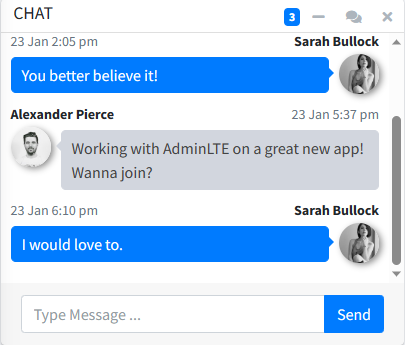 CHAT 3
23 Jan 2:05 pm Sarah Bullock
You better believe it!
Alexander Pierce 23 Jan 5:37 pm
Working with AdminLTE on a great new app!
Wanna join?
23 Jan 6:10 pm Sarah Bullock
I would love to.
Type Message ... Send